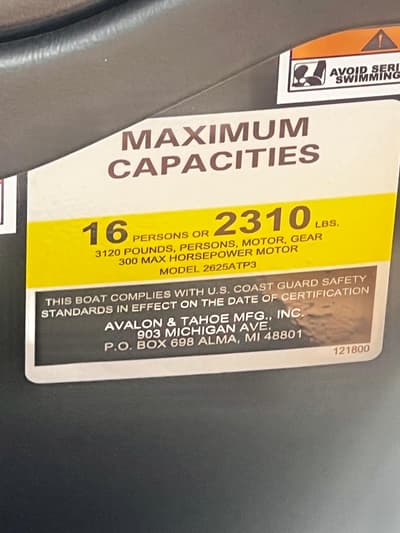 AVOID SERI
SWIMMING
MAXIMUM
CAPACITIES
16 PERSONS OR 2310 LBS.
3120 POUNDS, PERSONS, MOTOR, GEAR
300 MAX HORSEPOWER MOTOR
MODEL 2625ATP3
THIS BOAT COMPLIES WITH U.S. COAST GUARD SAFETY
STANDARDS IN EFFECT ON THE DATE OF CERTIFICATION
AVALON & TAHOE MFG., INC.
903 MICHIGAN AVE.
P.O. BOX 698 ALMA, MI 48801
121800